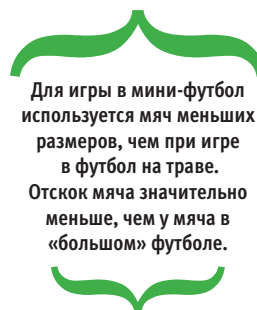 Для игры в мини-футбол
используется мяч меньших
размеров, чем при игре
в футбол на траве.
Отскок мяча значительно
меньше, чем у мяча в
«большом» футболе.